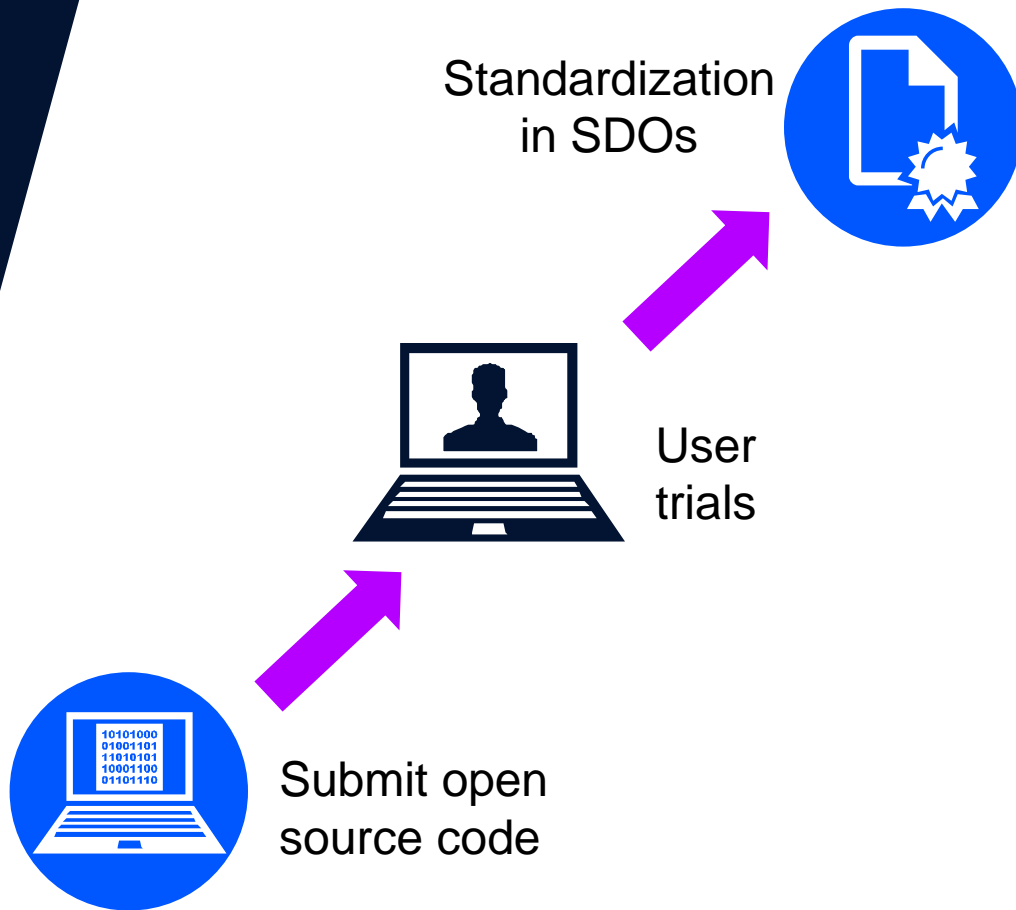 Standardization
in SDOs
User
trials
10101000
01001101
11010101
10001100
01101110
Submit open
source code